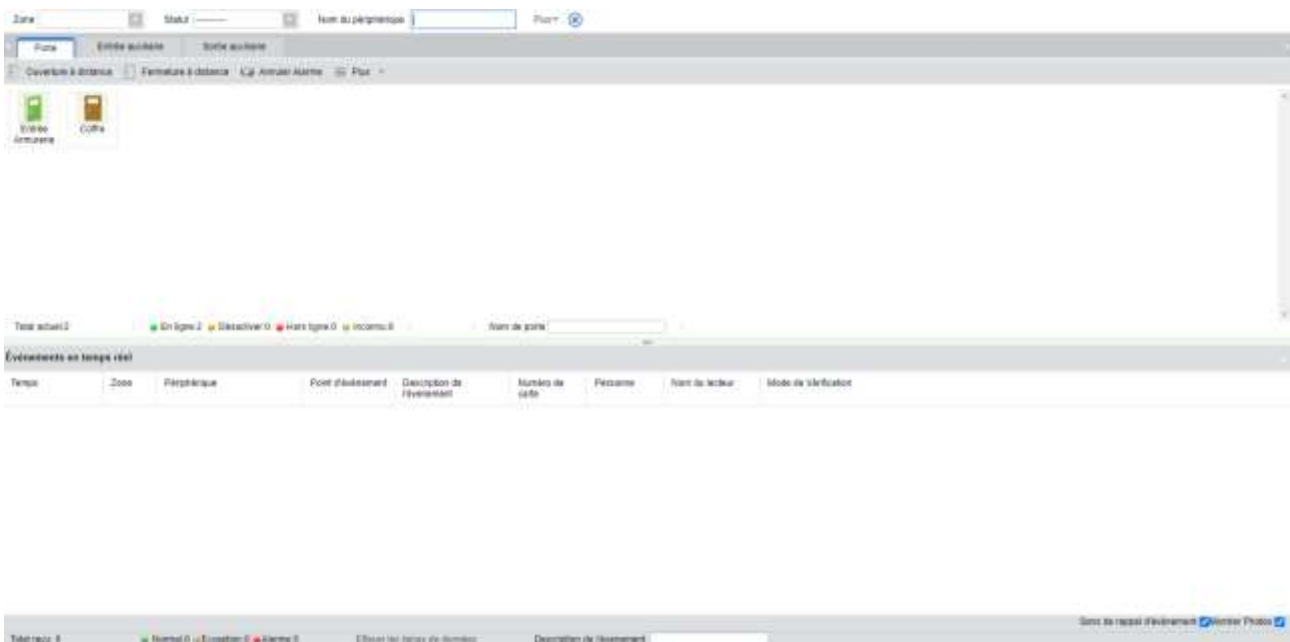 Zone Statut ---------- Nom du périphérique Plus
Porte Entrée auxiliaire Sortie auxiliaire
Ouverture à distance Fermeture à distance Annuler Alarme Plus
Entrée
Armurerie
Coffre
Total actuel:2 En ligne:2 Désactiver:0 Hors ligne:0 Inconnu:0 Nom de porte
Événements en temps réel
Temps Zone Périphérique Point d'événement Description de l'événement Numéro de carte Personne Nom du lecteur Mode de Vérification
Sons de rappel d'événement Montrer Photos
Total reçu: 0 Normal:0 Exception:0 Alarme:0 Effacer les lignes de données Description de l'événement